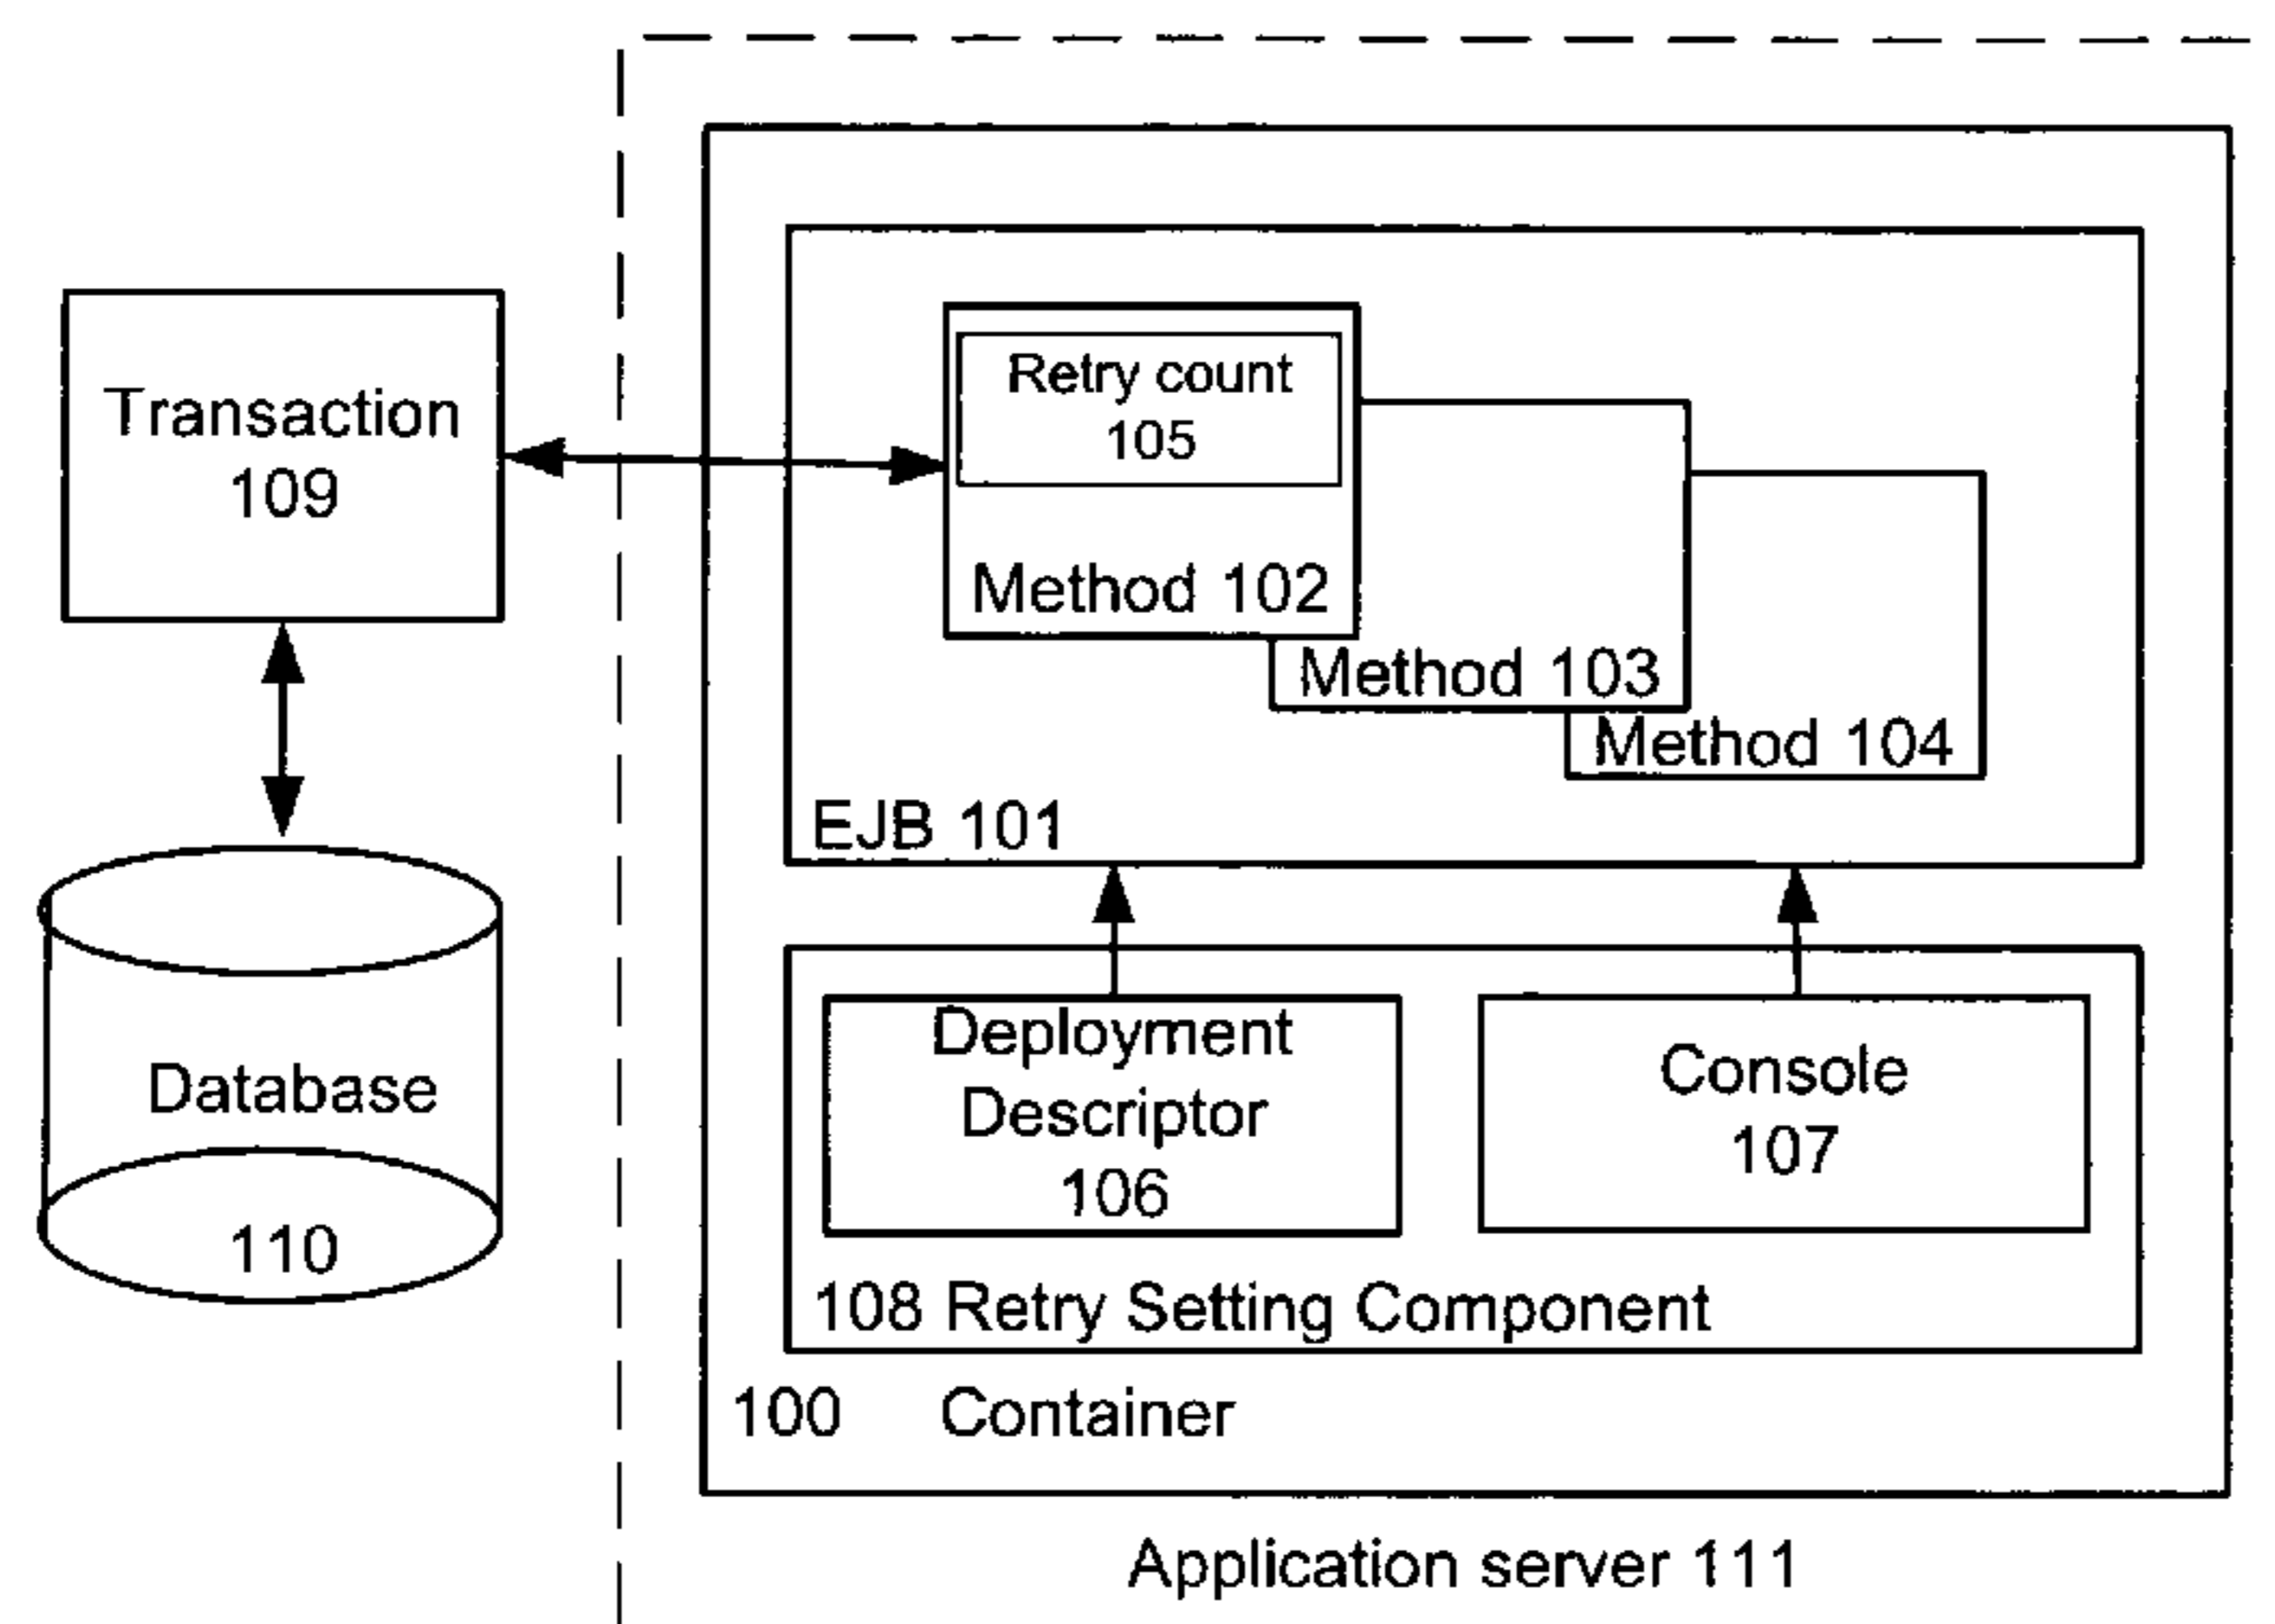 Transaction
109
Retry count
105
Method 102
Method 103
Method 104
EJB 101
Database
110
Deployment
Descriptor
106
Console
107
108 Retry Setting Component
100 Container
Application server 111